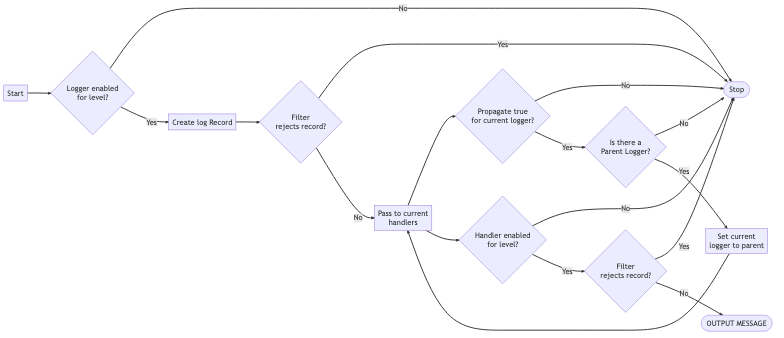 No
Yes
Start
Logger enabled
for level?
Yes
Create log Record
Filter
rejects record?
No
Pass to current
handlers
Propagate true
for current logger?
No
Yes
Is there a
Parent Logger?
No
Yes
Stop
Handler enabled
for level?
No
Yes
Filter
rejects record?
Yes
No
Set current
logger to parent
OUTPUT MESSAGE